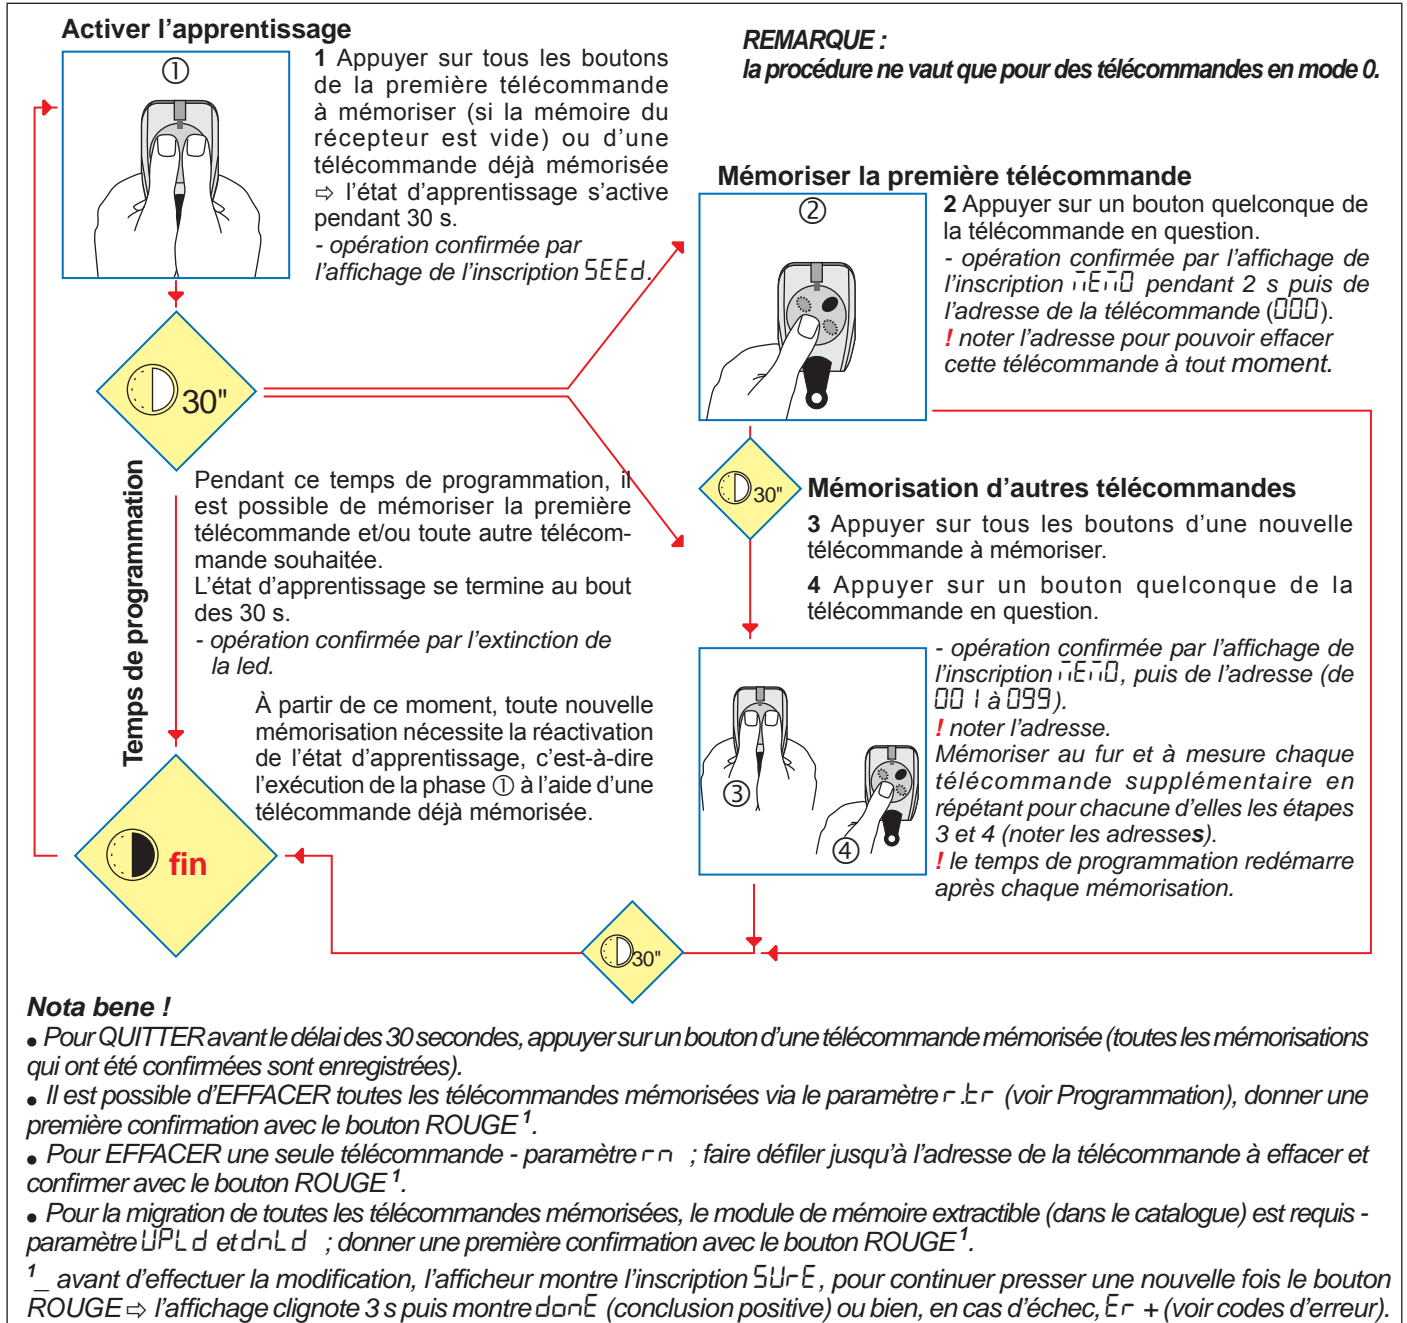 Activer l'apprentissage
①
1 Appuyer sur tous les boutons
de la première télécommande
à mémoriser (si la mémoire du
récepteur est vide) ou d'une
télécommande déjà mémorisée
⇨ l'état d'apprentissage s'active
pendant 30 s.
- opération confirmée par
l'affichage de l'inscription SEEd.
REMARQUE :
la procédure ne vaut que pour des télécommandes en mode 0.
Mémoriser la première télécommande
②
2 Appuyer sur un bouton quelconque de
la télécommande en question.
- opération confirmée par l'affichage de
l'inscription MEMO pendant 2 s puis de
l'adresse de la télécommande (000).
! noter l'adresse pour pouvoir effacer
cette télécommande à tout moment.
30"
Temps de programmation
Pendant ce temps de programmation, il
est possible de mémoriser la première
télécommande et/ou toute autre télécom-
mande souhaitée.
L'état d'apprentissage se termine au bout
des 30 s.
- opération confirmée par l'extinction de
la led.
À partir de ce moment, toute nouvelle
mémorisation nécessite la réactivation
de l'état d'apprentissage, c'est-à-dire
l'exécution de la phase ① à l'aide d'une
télécommande déjà mémorisée.
fin
30"
Mémorisation d'autres télécommandes
3 Appuyer sur tous les boutons d'une nouvelle
télécommande à mémoriser.
4 Appuyer sur un bouton quelconque de la
télécommande en question.
③
④
- opération confirmée par l'affichage de
l'inscription MEMO, puis de l'adresse (de
001 à 099).
! noter l'adresse.
Mémoriser au fur et à mesure chaque
télécommande supplémentaire en
répétant pour chacune d'elles les étapes
3 et 4 (noter les adresses).
! le temps de programmation redémarre
après chaque mémorisation.
30"
Nota bene !
● Pour QUITTER avant le délai des 30 secondes, appuyer sur un bouton d'une télécommande mémorisée (toutes les mémorisations
qui ont été confirmées sont enregistrées).
● Il est possible d'EFFACER toutes les télécommandes mémorisées via le paramètre r.tr (voir Programmation), donner une
première confirmation avec le bouton ROUGE ¹.
● Pour EFFACER une seule télécommande - paramètre rn ; faire défiler jusqu'à l'adresse de la télécommande à effacer et
confirmer avec le bouton ROUGE ¹.
● Pour la migration de toutes les télécommandes mémorisées, le module de mémoire extractible (dans le catalogue) est requis -
paramètre UPLd et dnLd ; donner une première confirmation avec le bouton ROUGE ¹.
¹_ avant d'effectuer la modification, l'afficheur montre l'inscription SUrE, pour continuer presser une nouvelle fois le bouton
ROUGE ⇨ l'affichage clignote 3 s puis montre donE (conclusion positive) ou bien, en cas d'échec, Er + (voir codes d'erreur).